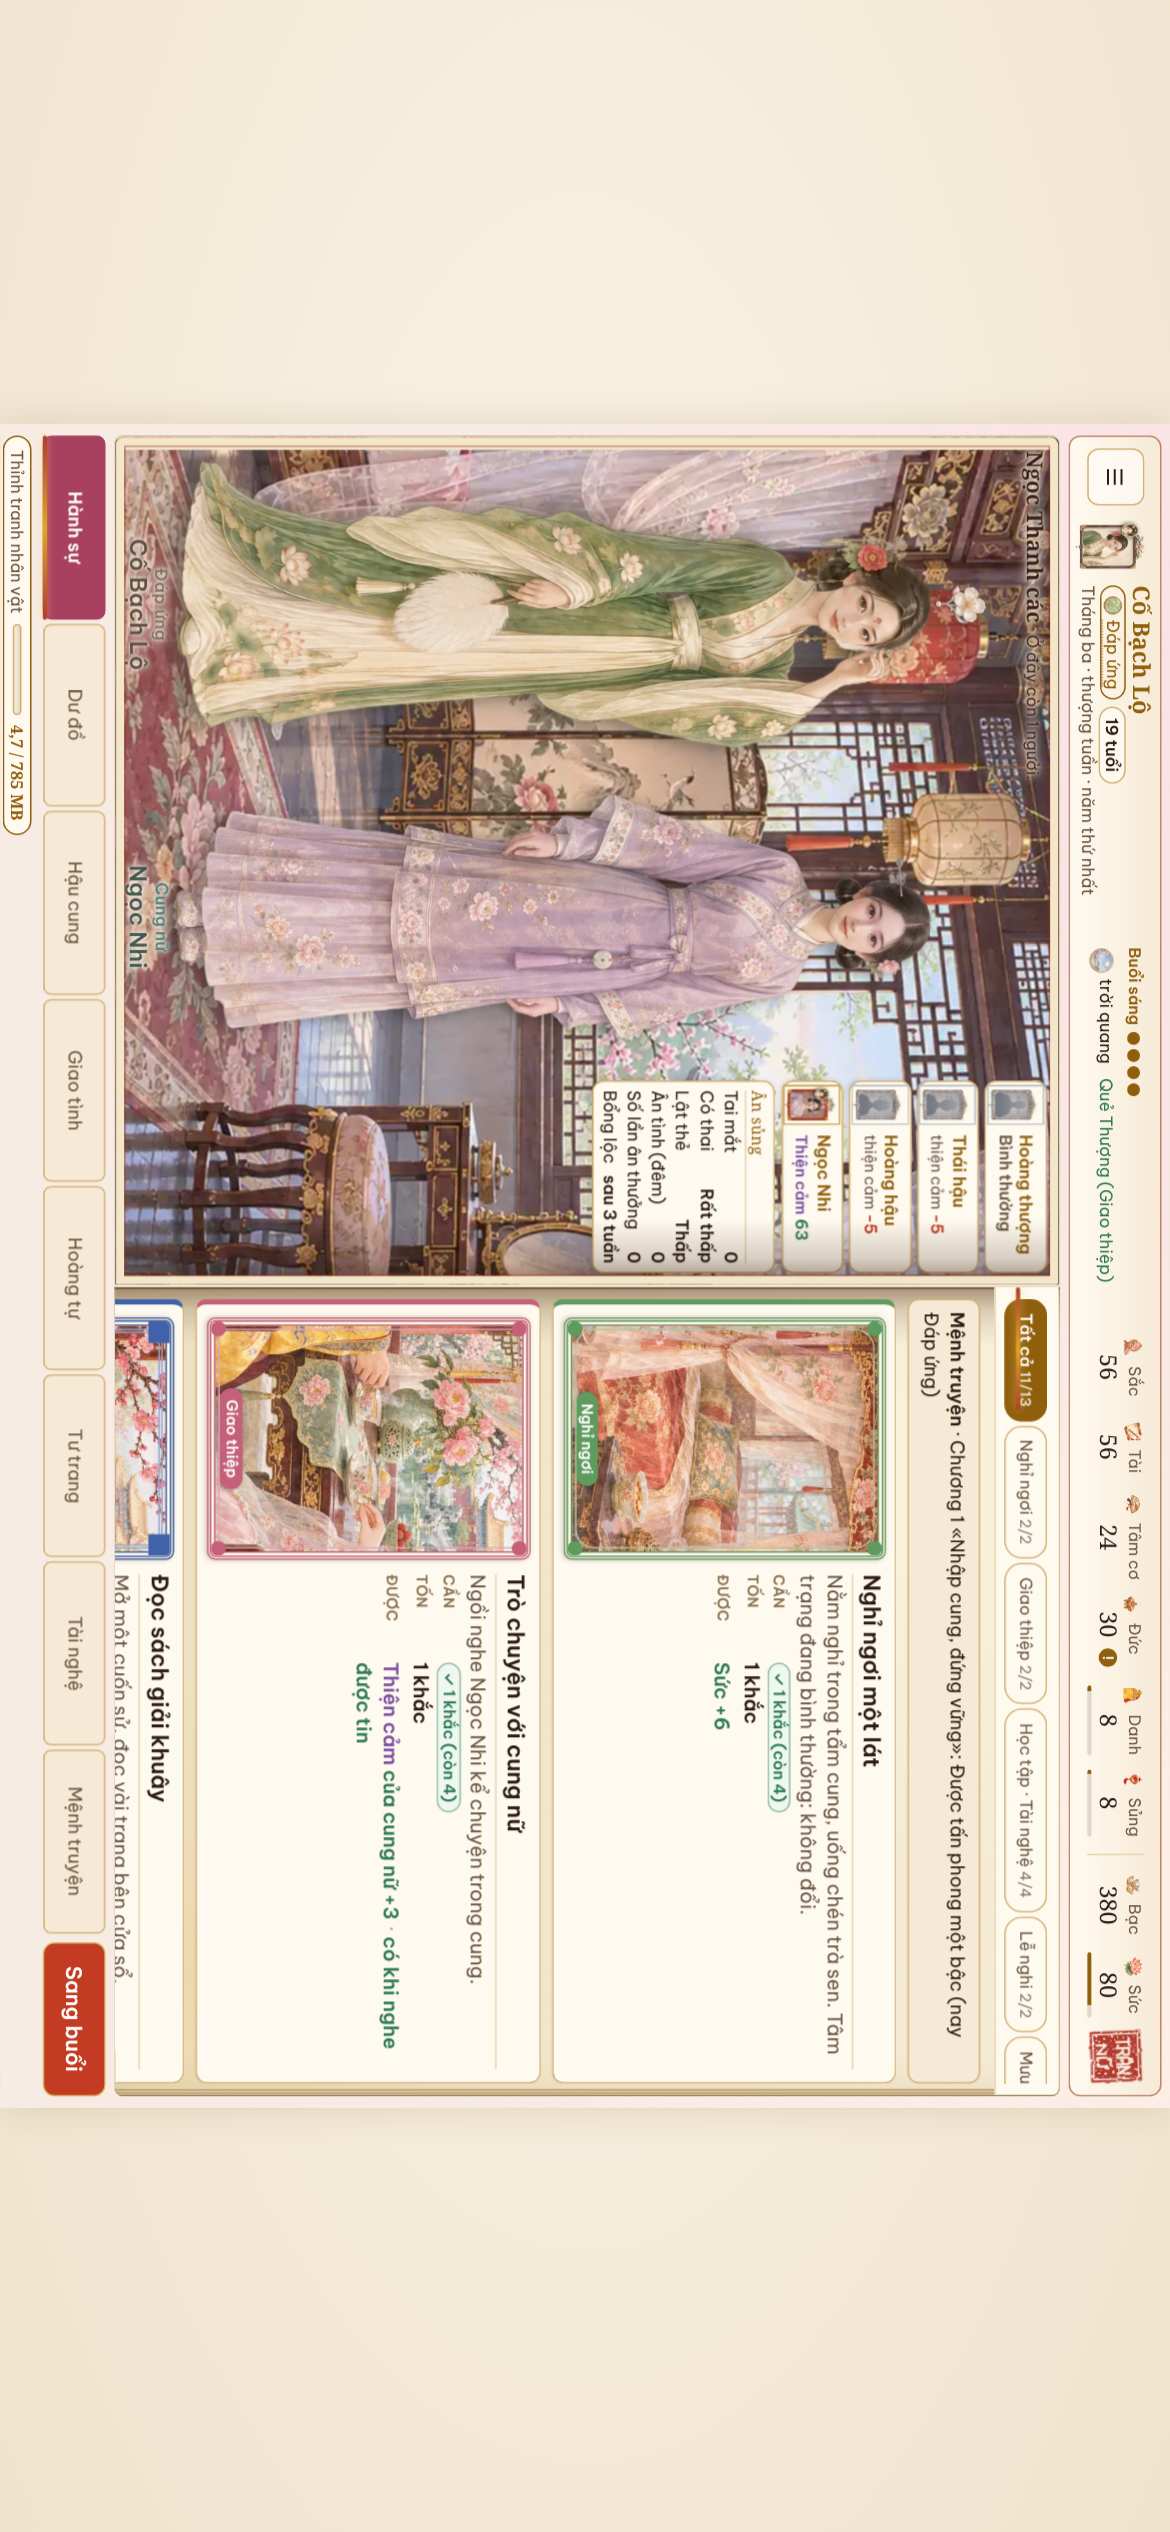 Cố Bạch Lộ
Đáp ứng
19 tuổi
Tháng ba · thượng tuần · năm thứ nhất
Buổi sáng
trời quang
Quẻ Thượng (Giao thiệp)
Sắc
56
Tài
56
Tâm cơ
24
Đức
30 !
Danh
8
Sủng
8
Bạc
380
Sức
80
Ngọc Thanh các
Ở đây còn 1 người.
Hoàng thượng
Bình thường
Thái hậu
thiện cảm -5
Hoàng hậu
thiện cảm -5
Ngọc Nhi
Thiện cảm 63
Ân sủng
Tai mắt 0
Có thai Rất thấp
Lật thẻ Thấp
Ân tình (đêm) 0
Số lần ân thưởng 0
Bổng lộc sau 3 tuần
Đáp ứng
Cố Bạch Lộ
Cung nữ
Ngọc Nhi
Tất cả 11/13
Nghỉ ngơi 2/2
Giao thiệp 2/2
Học tập · Tài nghệ 4/4
Lễ nghi 2/2
Mưu
Mệnh truyện · Chương 1 «Nhập cung, đứng vững»: Được tấn phong một bậc (nay
Đáp ứng)
Nghỉ ngơi
Nghỉ ngơi một lát
Nằm nghỉ trong tẩm cung, uống chén trà sen. Tâm
trạng đang bình thường: không đổi.
CẦN ✓ 1 khắc (còn 4)
TỐN 1 khắc
ĐƯỢC Sức +6
Giao thiệp
Trò chuyện với cung nữ
Ngồi nghe Ngọc Nhi kể chuyện trong cung.
CẦN ✓ 1 khắc (còn 4)
TỐN 1 khắc
ĐƯỢC Thiện cảm của cung nữ +3 · có khi nghe
được tin
Đọc sách giải khuây
Mở một cuốn sử, đọc vài trang bên cửa sổ.
Hành sự
Dư đồ
Hậu cung
Giao tình
Hoàng tự
Tư trang
Tài nghệ
Mệnh truyện
Sang buổi
Thỉnh tranh nhân vật 4,7 / 785 MB